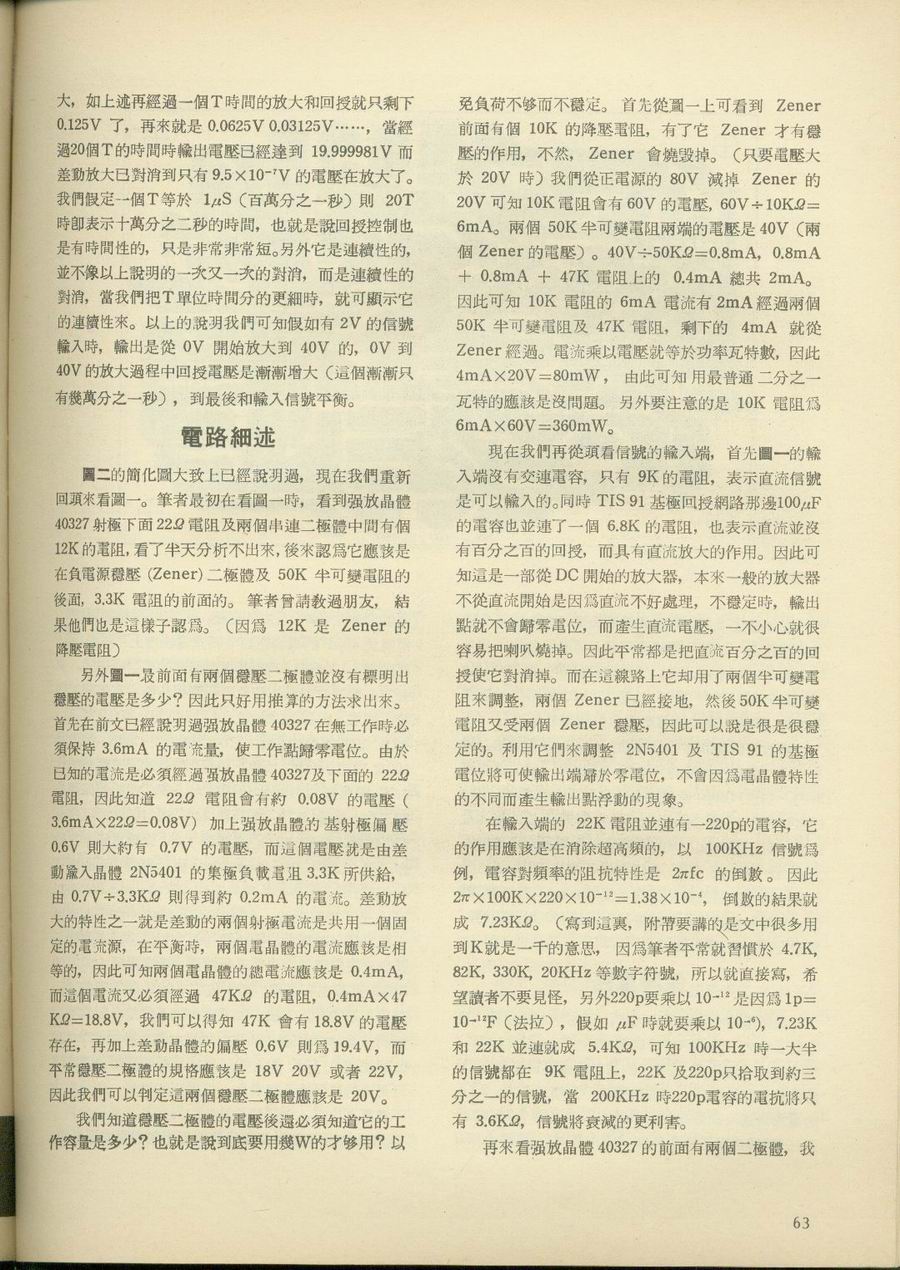 大，如上述再經過一個T時間的放大和回授就只剩下
0.125V 了，再來就是 0.0625V 0.03125V……，當經
過20個T的時間時輸出電壓已經達到 19.999981V 而
差動放大已對消到只有 9.5×10⁻⁷V 的電壓在放大了。
我們假定一個T等於 1μS（百萬分之一秒）則 20T
時卽表示十萬分之二秒的時間，也就是說回授控制也
是有時間性的，只是非常非常短。另外它是連續性的，
並不像以上說明的一次又一次的對消，而是連續性的
對消，當我們把T單位時間分的更細時，就可顯示它
的連續性來。以上的說明我們可知假如有 2V 的信號
輸入時，輸出是從 0V 開始放大到 40V 的，0V 到
40V 的放大過程中回授電壓是漸漸增大（這個漸漸只
有幾萬分之一秒），到最後和輸入信號平衡。
電路細述
圖二的簡化圖大致上已經說明過，現在我們重新
回頭來看圖一。筆者最初在看圖一時，看到强放晶體
40327 射極下面 22Ω 電阻及兩個串連二極體中間有個
12K 的電阻，看了半天分析不出來，後來認爲它應該是
在負電源穩壓 (Zener) 二極體及 50K 半可變電阻的
後面，3.3K 電阻的前面的。筆者曾請敎過朋友，結
果他們也是這樣子認爲。（因爲 12K 是 Zener 的
降壓電阻）
另外圖一最前面有兩個穩壓二極體並沒有標明出
穩壓的電壓是多少？因此只好用推算的方法求出來。
首先在前文已經說明過强放晶體 40327 在無工作時必
須保持 3.6mA 的電流量，使工作點歸零電位。由於
已知的電流是必須經過强放晶體 40327及下面的 22Ω
電阻，因此知道 22Ω 電阻會有約 0.08V 的電壓（
3.6mA×22Ω=0.08V）加上强放晶體的基射極偏壓
0.6V 則大約有 0.7V 的電壓，而這個電壓就是由差
動輸入晶體 2N5401 的集極負載電阻 3.3K 所供給，
由 0.7V÷3.3KΩ 則得到約 0.2mA 的電流。差動放
大的特性之一就是差動的兩個射極電流是共用一個固
定的電流源，在平衡時，兩個電晶體的電流應該是相
等的，因此可知兩個電晶體的總電流應該是 0.4mA，
而這個電流又必須經過 47KΩ 的電阻，0.4mA×47
KΩ=18.8V，我們可以得知 47K 會有 18.8V 的電壓
存在，再加上差動晶體的偏壓 0.6V 則爲 19.4V，而
平常穩壓二極體的規格應該是 18V 20V 或者 22V，
因此我們可以判定這兩個穩壓二極體應該是 20V。
我們知道穩壓二極體的電壓後還必須知道它的工
作容量是多少？也就是說到底要用幾W的才够用？以
免負荷不够而不穩定。首先從圖一上可看到 Zener
前面有個 10K 的降壓電阻，有了它 Zener 才有穩
壓的作用，不然，Zener 會燒毀掉。（只要電壓大
於 20V 時）我們從正電源的 80V 減掉 Zener 的
20V 可知 10K 電阻會有 60V 的電壓，60V÷10KΩ=
6mA。兩個 50K 半可變電阻兩端的電壓是 40V（兩
個 Zener 的電壓）。40V÷50KΩ=0.8mA，0.8mA
+ 0.8mA + 47K 電阻上的 0.4mA 總共 2mA。
因此可知 10K 電阻的 6mA 電流有 2mA 經過兩個
50K 半可變電阻及 47K 電阻，剩下的 4mA 就從
Zener 經過。電流乘以電壓就等於功率瓦特數，因此
4mA×20V=80mW，由此可知用最普通二分之一
瓦特的應該是沒問題。另外要注意的是 10K 電阻爲
6mA×60V=360mW。
現在我們再從頭看信號的輸入端，首先圖一的輸
入端沒有交連電容，只有 9K 的電阻，表示直流信號
是可以輸入的。同時 TIS 91 基極回授網路那邊100μF
的電容也並連了一個 6.8K 的電阻，也表示直流並沒
有百分之百的回授，而具有直流放大的作用。因此可
知這是一部從 DC 開始的放大器，本來一般的放大器
不從直流開始是因爲直流不好處理，不穩定時，輸出
點就不會歸零電位，而產生直流電壓，一不小心就很
容易把喇叭燒掉。因此平常都是把直流百分之百的回
授使它對消掉。而在這線路上它却用了兩個半可變電
阻來調整，兩個 Zener 已經接地，然後 50K 半可變
電阻又受兩個 Zener 穩壓，因此可以說是很是很穩
定的。利用它們來調整 2N5401 及 TIS 91 的基極
電位將可使輸出端歸於零電位，不會因爲電晶體特性
的不同而產生輸出點浮動的現象。
在輸入端的 22K 電阻並連有一220p的電容，它
的作用應該是在消除超高頻的，以 100KHz 信號爲
例，電容對頻率的阻抗特性是 2πfc 的倒數。因此
2π×100K×220×10⁻¹²=1.38×10⁻⁴，倒數的結果就
成 7.23KΩ。（寫到這裏，附帶要講的是文中很多用
到K就是一千的意思，因爲筆者平常就習慣於 4.7K,
82K, 330K, 20KHz 等數字符號，所以就直接寫，希
望讀者不要見怪，另外220p要乘以 10⁻¹² 是因爲 1p=
10⁻¹²F（法拉），假如 μF 時就要乘以 10⁻⁶），7.23K
和 22K 並連就成 5.4KΩ，可知 100KHz 時一大半
的信號都在 9K 電阻上，22K 及220p只拾取到約三
分之一的信號，當 200KHz 時220p電容的電抗將只
有 3.6KΩ，信號將衰減的更利害。
再來看强放晶體 40327 的前面有兩個二極體，我
63